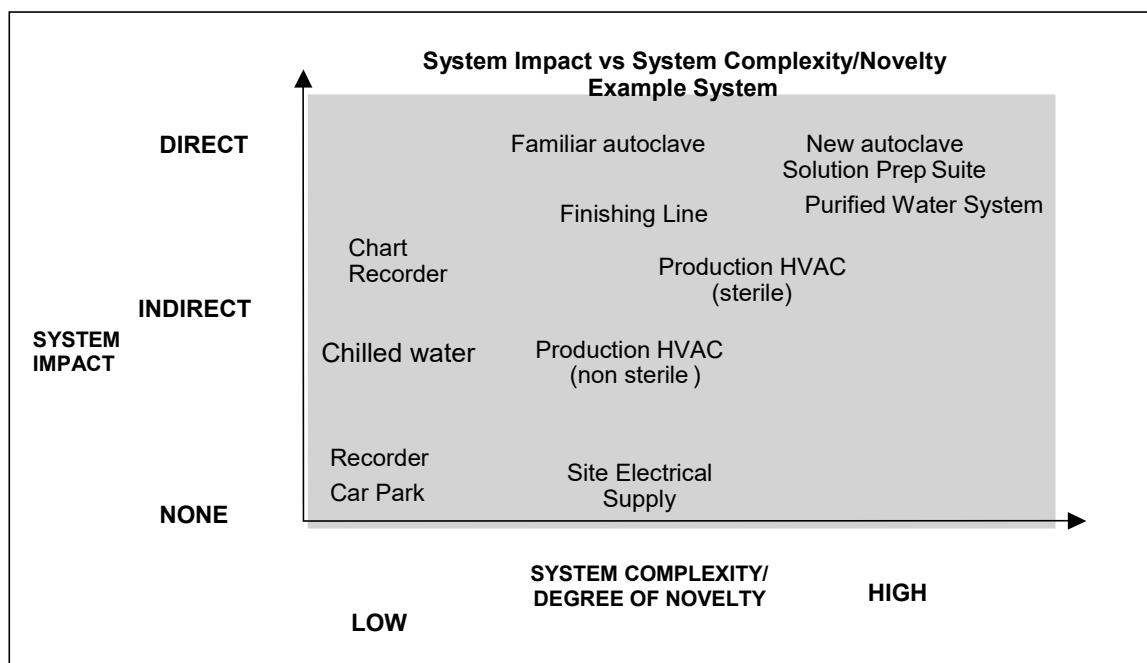 System Impact vs System Complexity/Novelty
Example System
DIRECT
Familiar autoclave
New autoclave
Solution Prep Suite
Purified Water System
Finishing Line
Chart
Recorder
Production HVAC
(sterile)
INDIRECT
SYSTEM
IMPACT
Chilled water
Production HVAC
(non sterile )
Recorder
Car Park
Site Electrical
Supply
NONE
SYSTEM COMPLEXITY/
DEGREE OF NOVELTY
HIGH
LOW